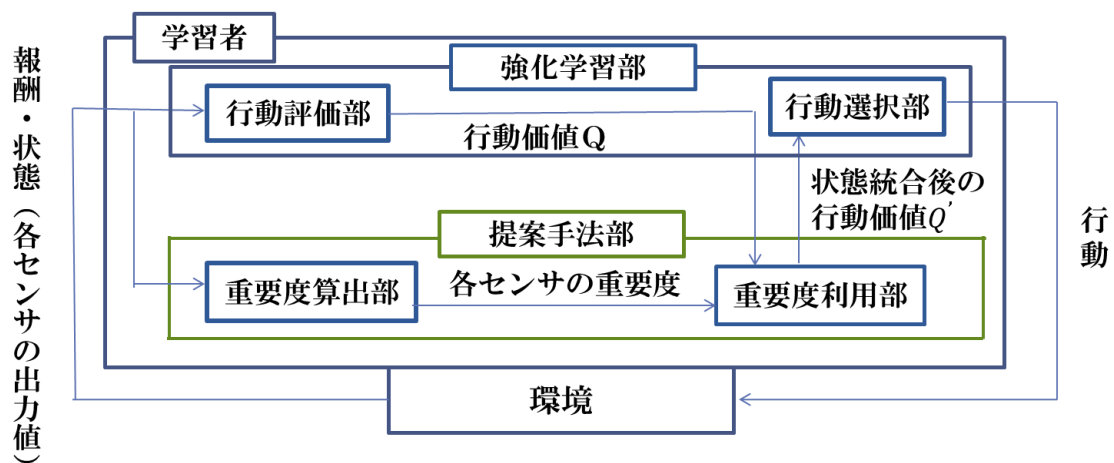 学習者
強化学習部
行動評価部
行動選択部
行動価値Q
状態統合後の
行動価値Q'
提案手法部
重要度算出部
各センサの重要度
重要度利用部
環境
報酬・状態（各センサの出力値）
行動